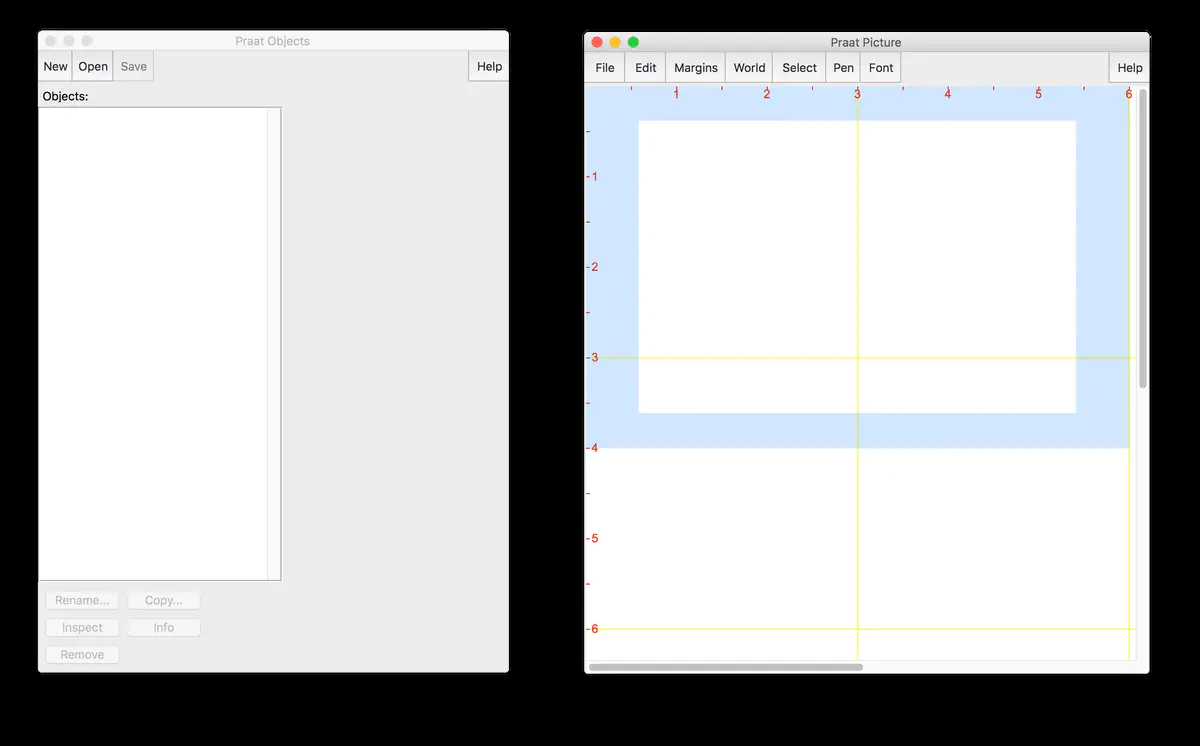 Praat Objects
New Open Save Help
Objects:
Rename... Copy...
Inspect Info
Remove
Praat Picture
File Edit Margins World Select Pen Font Help
1 2 3 4 5 6
-1
-2
-3
-4
-5
-6